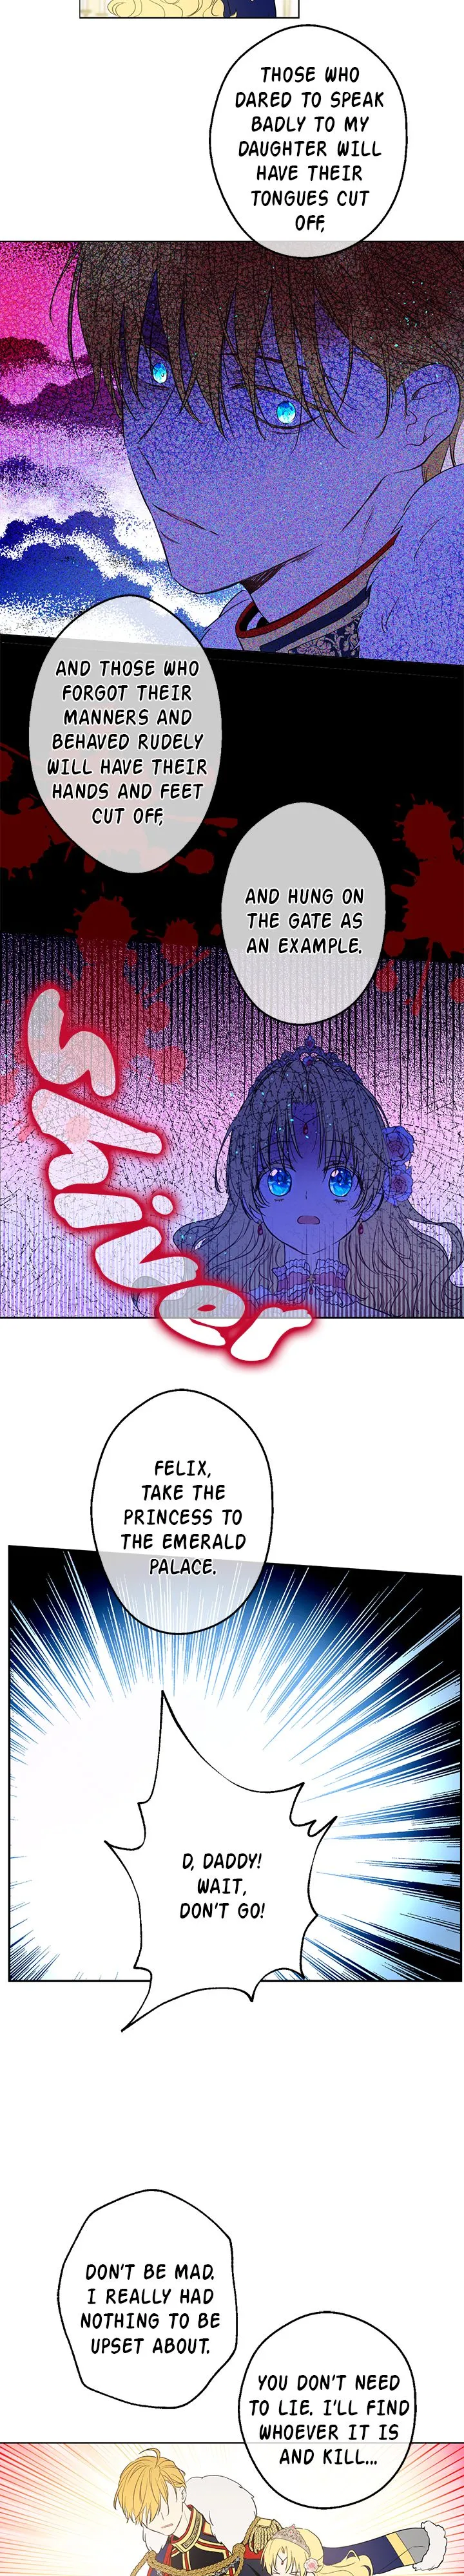 THOSE WHO
DARED TO SPEAK
BADLY TO MY
DAUGHTER WILL
HAVE THEIR
TONGUES CUT
OFF,
AND THOSE WHO
FORGOT THEIR
MANNERS AND
BEHAVED RUDELY
WILL HAVE THEIR
HANDS AND FEET
CUT OFF,
AND HUNG ON
THE GATE AS
AN EXAMPLE.
Shiver
FELIX,
TAKE THE
PRINCESS TO
THE EMERALD
PALACE.
D, DADDY!
WAIT,
DON'T GO!
DON'T BE MAD.
I REALLY HAD
NOTHING TO BE
UPSET ABOUT.
YOU DON'T NEED
TO LIE. I'LL FIND
WHOEVER IT IS
AND KILL...